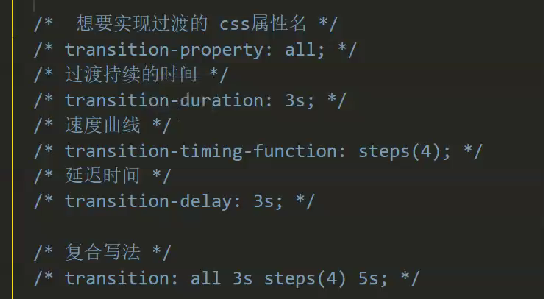 /*  想要实现过渡的 css属性名 */
/* transition-property: all; */
/* 过渡持续的时间 */
/* transition-duration: 3s; */
/* 速度曲线 */
/* transition-timing-function: steps(4); */
/* 延迟时间 */
/* transition-delay: 3s; */
/* 复合写法 */
/* transition: all 3s steps(4) 5s; */